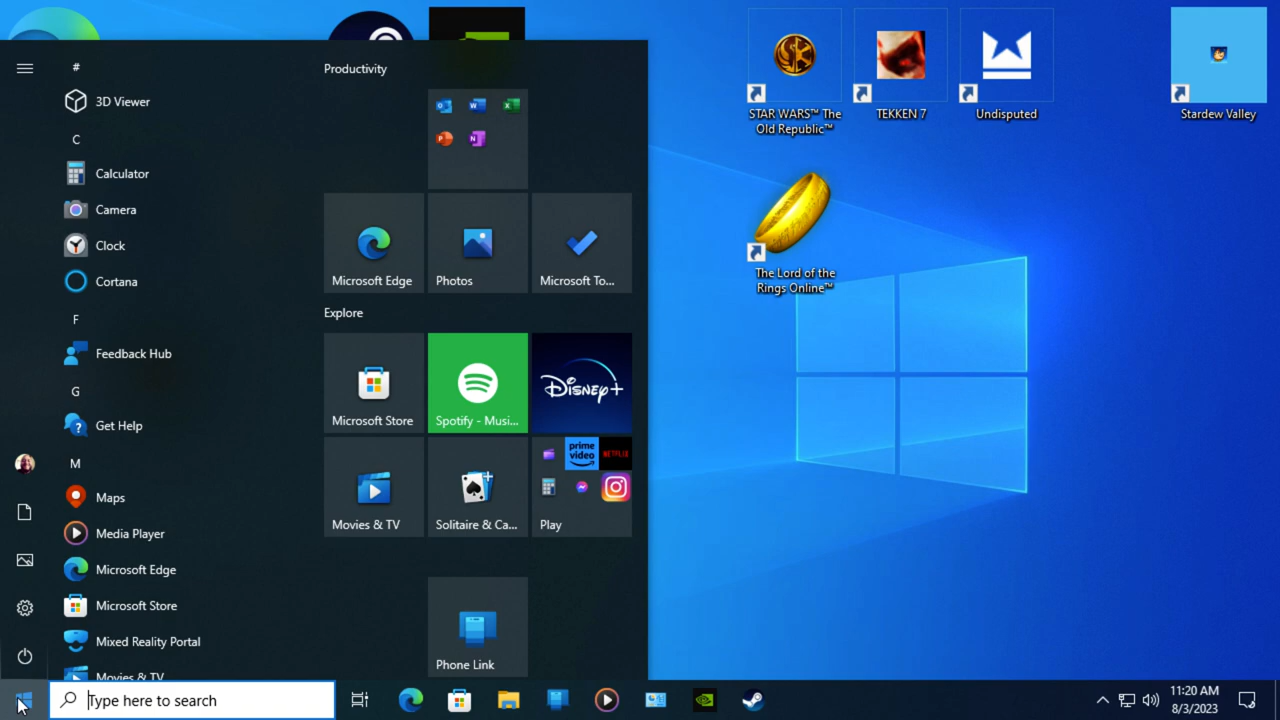 #
3D Viewer
C
Calculator
Camera
Clock
Cortana
F
Feedback Hub
G
Get Help
M
Maps
Media Player
Microsoft Edge
Microsoft Store
Mixed Reality Portal
Movies & TV
Type here to search
Productivity
Microsoft Edge
Photos
Microsoft To...
Explore
Microsoft Store
Spotify - Musi...
Disney+
Movies & TV
Solitaire & Ca...
prime
video
NETFLIX
Play
Phone Link
STAR WARS™ The
Old Republic™
TEKKEN 7
Undisputed
Stardew Valley
The Lord of the
Rings Online™
11:20 AM
8/3/2023